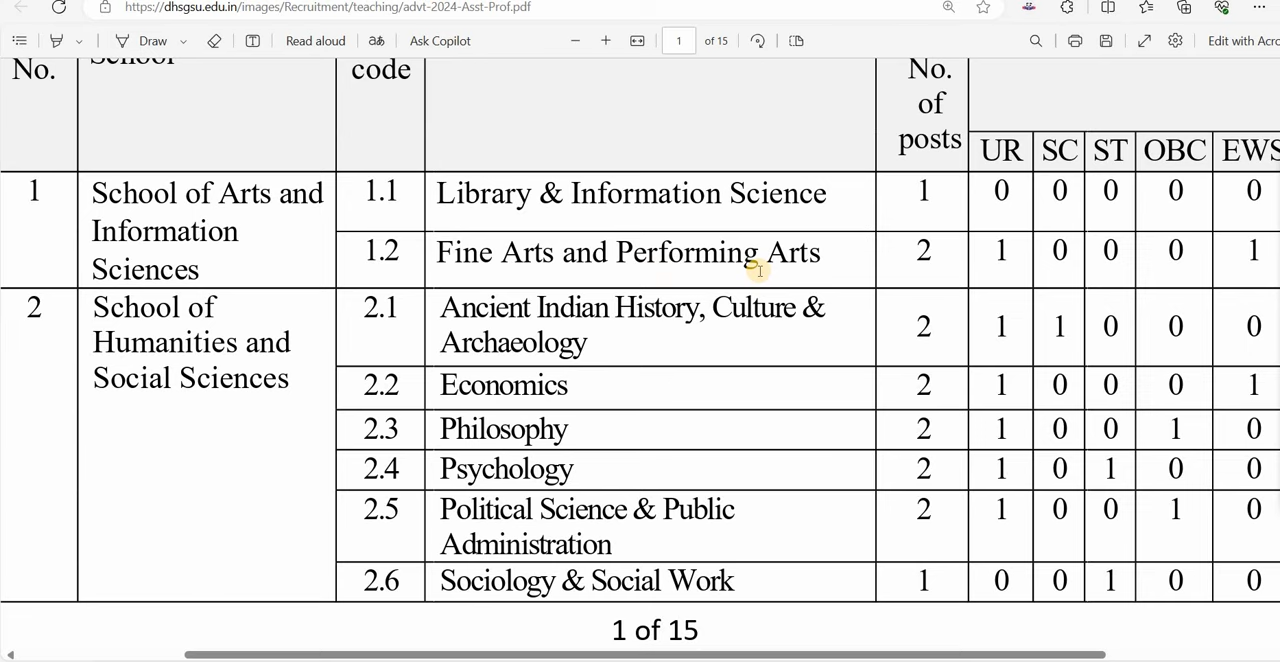 https://dhsgsu.edu.in/images/Recruitment/teaching/advt-2024-Asst-Prof.pdf
Draw Read aloud Ask Copilot 1 of 15 Edit with Acro
No. School code No.
of
posts
UR SC ST OBC EWS
1 School of Arts and 1.1 Library & Information Science 1 0 0 0 0 0
Information
Sciences 1.2 Fine Arts and Performing Arts 2 1 0 0 0 1
2 School of 2.1 Ancient Indian History, Culture &
Archaeology 2 1 1 0 0 0
Humanities and
Social Sciences 2.2 Economics 2 1 0 0 0 1
2.3 Philosophy 2 1 0 0 1 0
2.4 Psychology 2 1 0 1 0 0
2.5 Political Science & Public 2 1 0 0 1 0
Administration
2.6 Sociology & Social Work 1 0 0 1 0 0
1 of 15